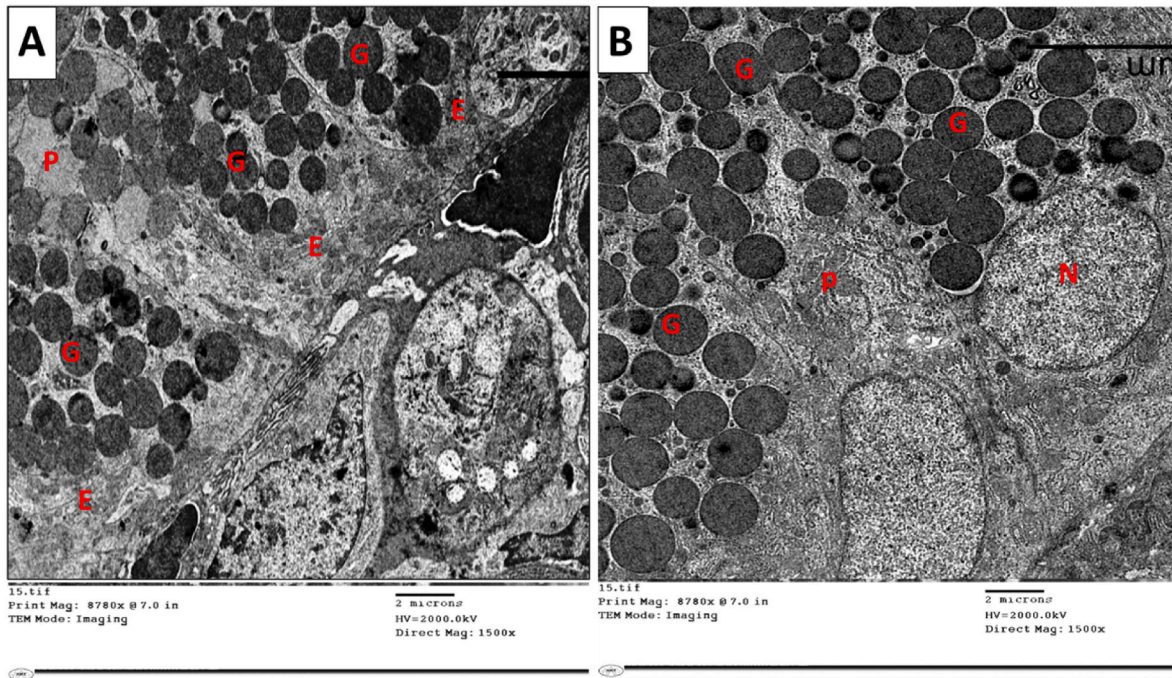 A
G
E
P
G
E
G
E
15.tif
Print Mag: 8780x @ 7.0 in
TEM Mode: Imaging
2 microns
HV=2000.0kV
Direct Mag: 1500x
B
G
G
P
N
G
15.tif
Print Mag: 8780x @ 7.0 in
TEM Mode: Imaging
2 microns
HV=2000.0kV
Direct Mag: 1500x